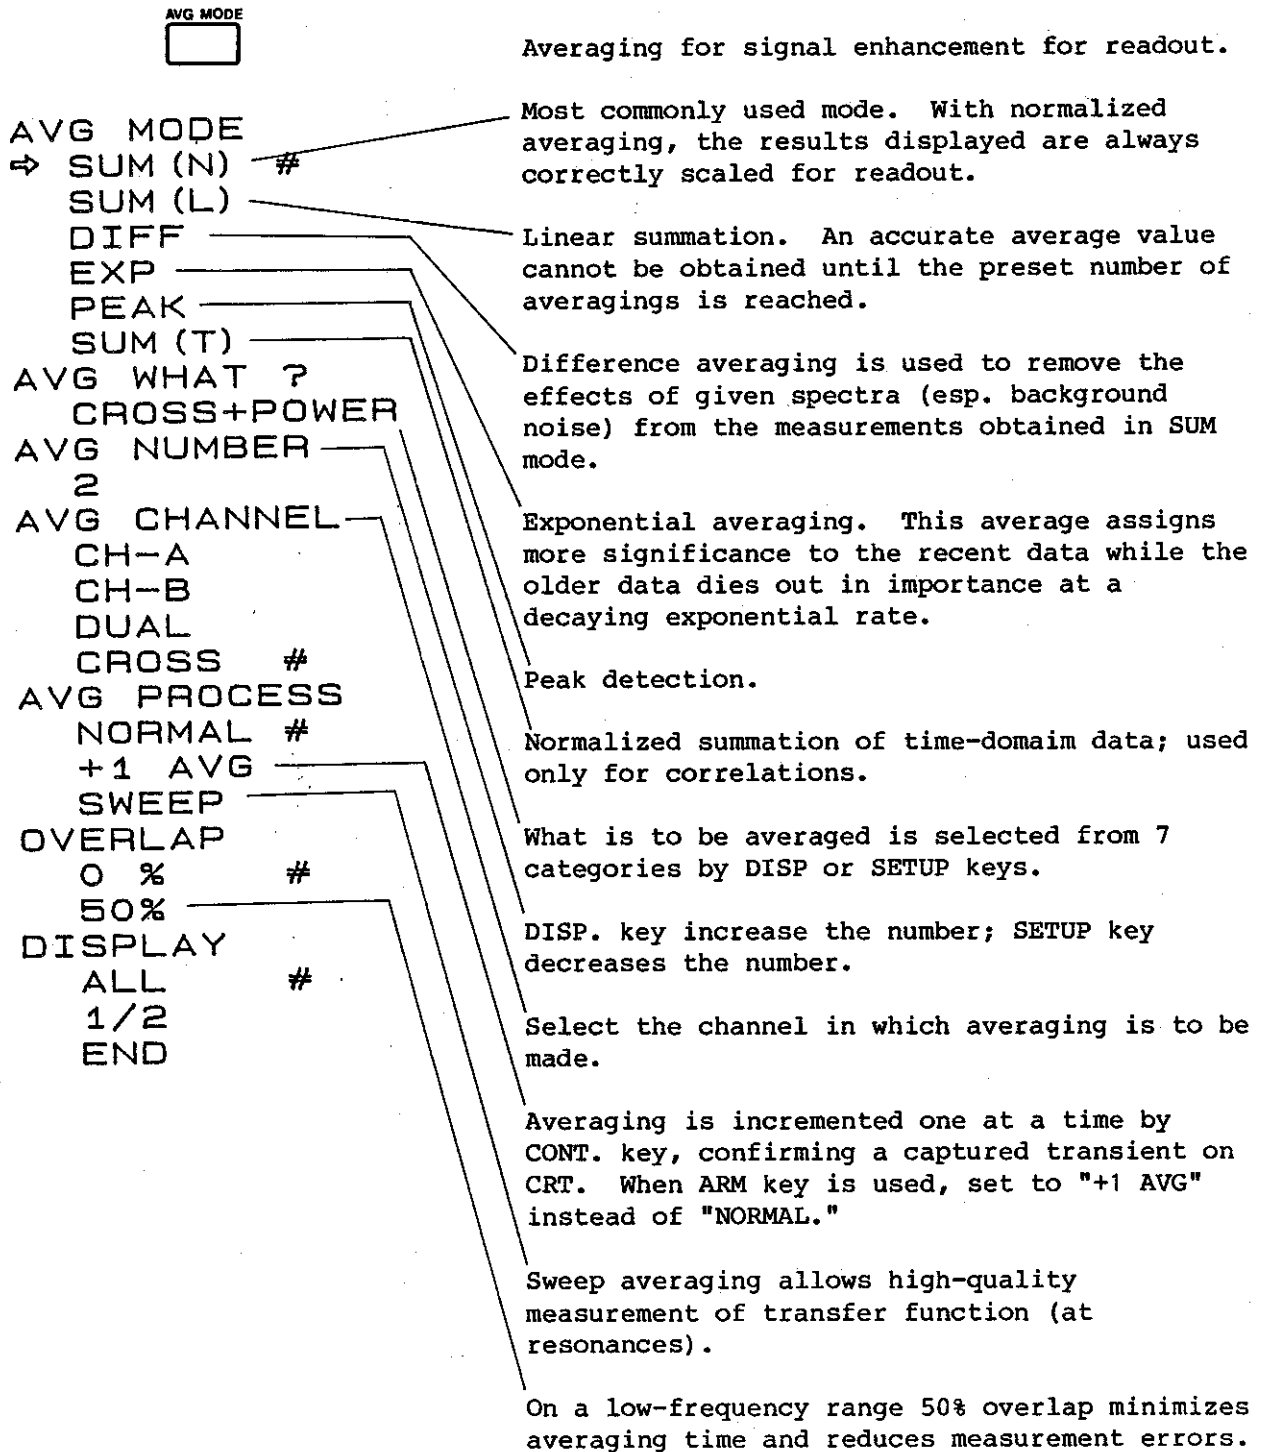 AVG MODE
Averaging for signal enhancement for readout.
AVG MODE
⇨ SUM (N) #
SUM (L)
DIFF
EXP
PEAK
SUM (T)
AVG WHAT ?
CROSS+POWER
AVG NUMBER
2
AVG CHANNEL
CH-A
CH-B
DUAL
CROSS #
AVG PROCESS
NORMAL #
+1 AVG
SWEEP
OVERLAP
0 % #
50%
DISPLAY
ALL #
1/2
END
Most commonly used mode. With normalized
averaging, the results displayed are always
correctly scaled for readout.
Linear summation. An accurate average value
cannot be obtained until the preset number of
averagings is reached.
Difference averaging is used to remove the
effects of given spectra (esp. background
noise) from the measurements obtained in SUM
mode.
Exponential averaging. This average assigns
more significance to the recent data while the
older data dies out in importance at a
decaying exponential rate.
Peak detection.
Normalized summation of time-domaim data; used
only for correlations.
What is to be averaged is selected from 7
categories by DISP or SETUP keys.
DISP. key increase the number; SETUP key
decreases the number.
Select the channel in which averaging is to be
made.
Averaging is incremented one at a time by
CONT. key, confirming a captured transient on
CRT. When ARM key is used, set to "+1 AVG"
instead of "NORMAL."
Sweep averaging allows high-quality
measurement of transfer function (at
resonances).
On a low-frequency range 50% overlap minimizes
averaging time and reduces measurement errors.